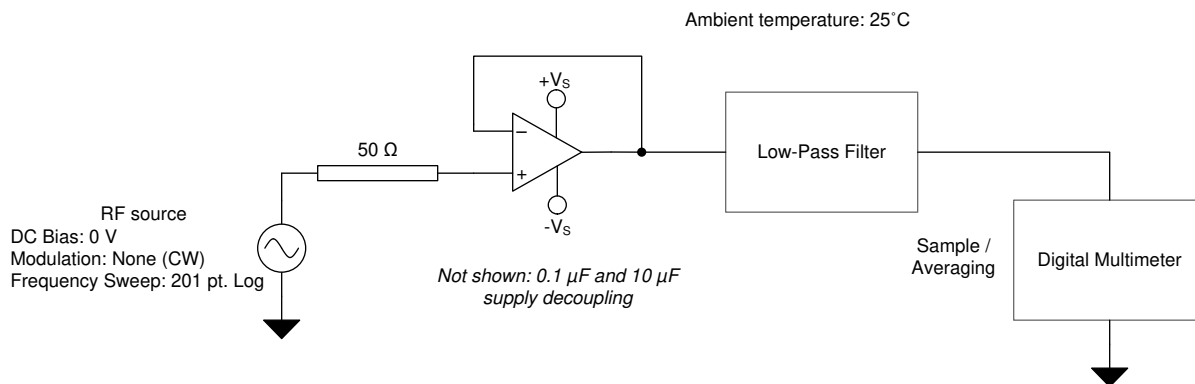 Ambient temperature: 25˚C
+VS
50 Ω
–
+
-VS
Low-Pass Filter
RF source
DC Bias: 0 V
Modulation: None (CW)
Frequency Sweep: 201 pt. Log
Not shown: 0.1 µF and 10 µF
supply decoupling
Sample /
Averaging
Digital Multimeter